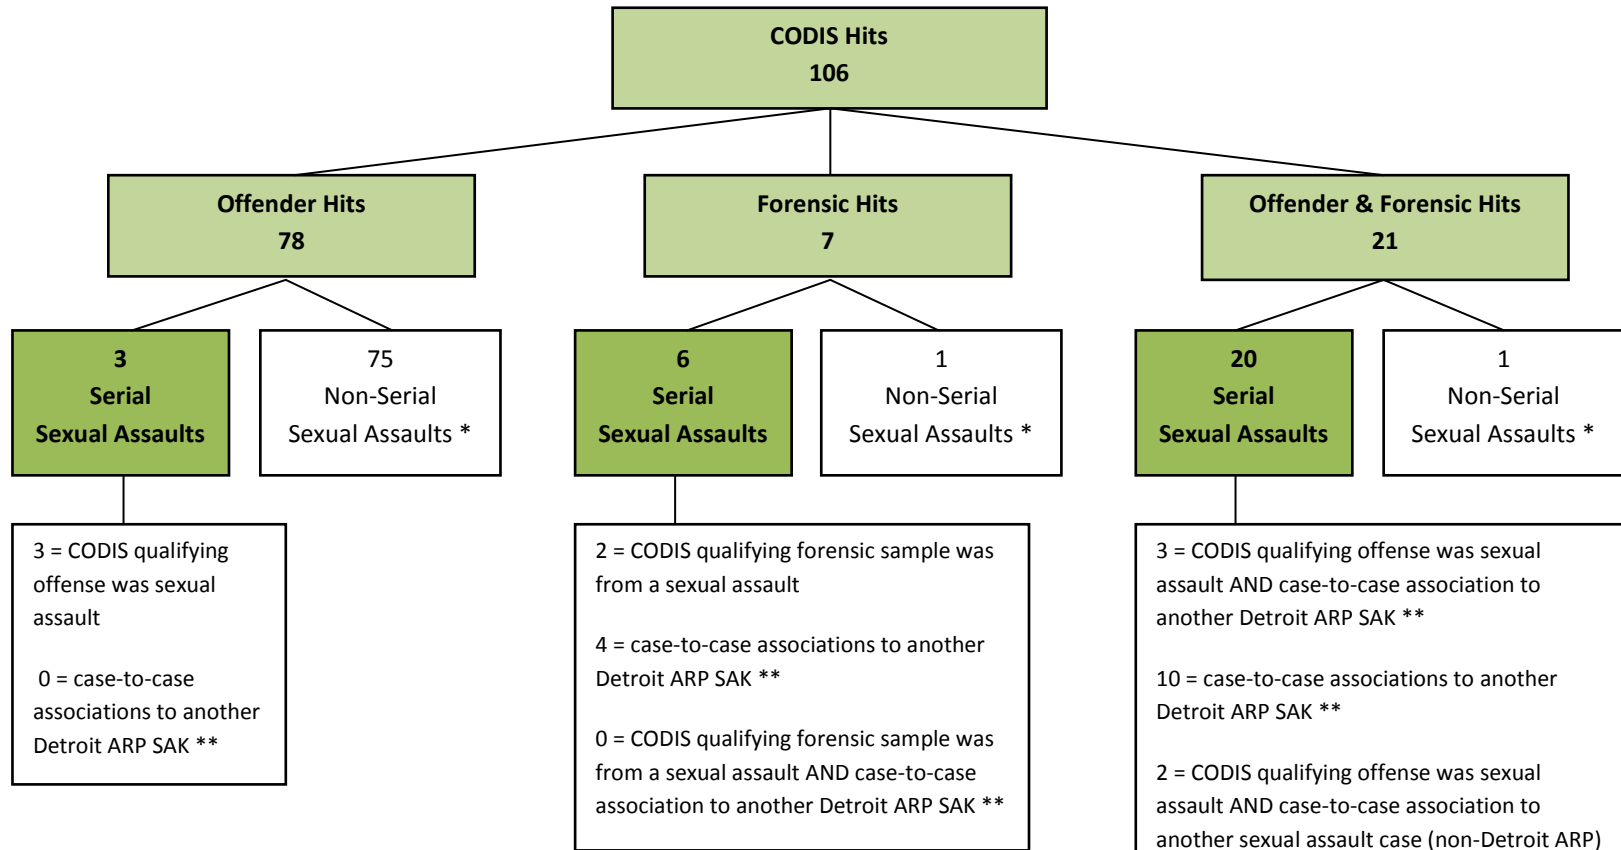 CODIS Hits
106
Offender Hits
78
Forensic Hits
7
Offender & Forensic Hits
21
3
Serial
Sexual Assaults
75
Non-Serial
Sexual Assaults *
6
Serial
Sexual Assaults
1
Non-Serial
Sexual Assaults *
20
Serial
Sexual Assaults
1
Non-Serial
Sexual Assaults *
3 = CODIS qualifying
offense was sexual
assault
0 = case-to-case
associations to another
Detroit ARP SAK **
2 = CODIS qualifying forensic sample was
from a sexual assault
4 = case-to-case associations to another
Detroit ARP SAK **
0 = CODIS qualifying forensic sample was
from a sexual assault AND case-to-case
association to another Detroit ARP SAK **
3 = CODIS qualifying offense was sexual
assault AND case-to-case association to
another Detroit ARP SAK **
10 = case-to-case associations to another
Detroit ARP SAK **
2 = CODIS qualifying offense was sexual
assault AND case-to-case association to
another sexual assault case (non-Detroit ARP)